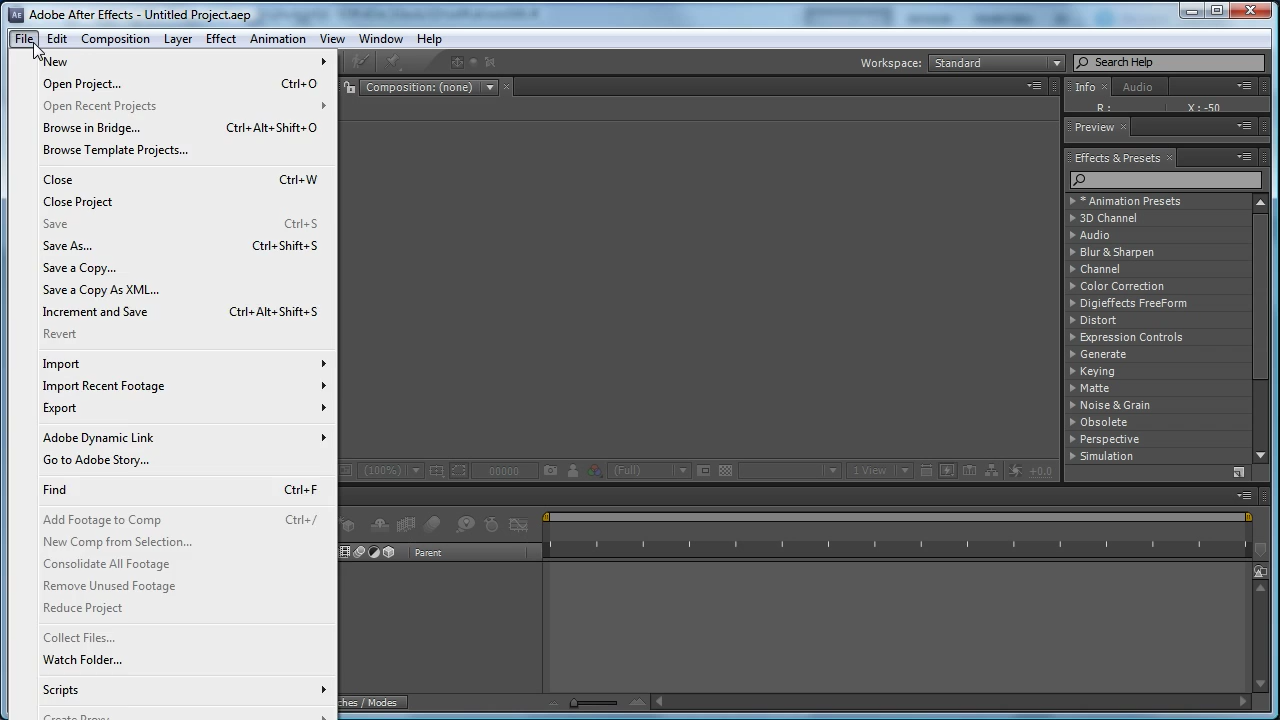 Adobe After Effects - Untitled Project.aep
File Edit Composition Layer Effect Animation View Window Help
Workspace: Standard Search Help
New
Open Project... Ctrl+O
Open Recent Projects
Browse in Bridge... Ctrl+Alt+Shift+O
Browse Template Projects...
Close Ctrl+W
Close Project
Save Ctrl+S
Save As... Ctrl+Shift+S
Save a Copy...
Save a Copy As XML...
Increment and Save Ctrl+Alt+Shift+S
Revert
Import
Import Recent Footage
Export
Adobe Dynamic Link
Go to Adobe Story...
Find Ctrl+F
Add Footage to Comp Ctrl+/
New Comp from Selection...
Consolidate All Footage
Remove Unused Footage
Reduce Project
Collect Files...
Watch Folder...
Scripts
Create Proxy
Composition: (none)
Info Audio
R : X : -50
Preview
Effects & Presets
* Animation Presets
3D Channel
Audio
Blur & Sharpen
Channel
Color Correction
Digieffects FreeForm
Distort
Expression Controls
Generate
Keying
Matte
Noise & Grain
Obsolete
Perspective
Simulation
(100%) 00000 (Full) 1 View +0.0
Parent
ches / Modes